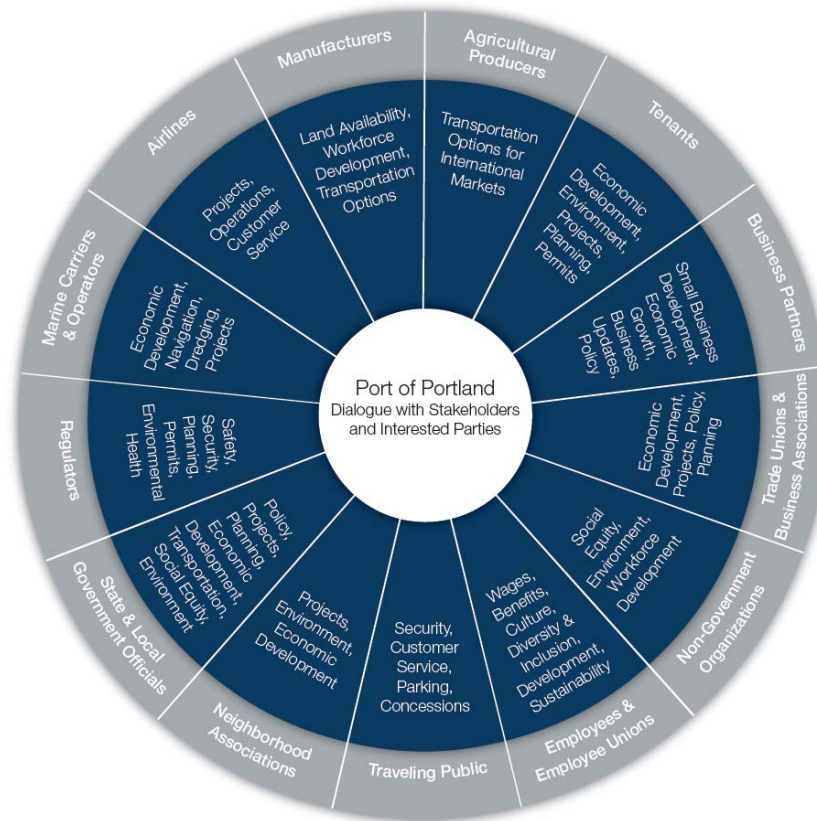 Port of Portland
Dialogue with Stakeholders
and Interested Parties
Manufacturers
Land Availability,
Workforce
Development,
Transportation
Options
Agricultural
Producers
Transportation
Options for
International
Markets
Tenants
Economic
Development,
Environment,
Projects,
Planning,
Permits
Business Partners
Small Business
Development,
Economic
Growth,
Business
Updates,
Policy
Trade Unions &
Business Associations
Economic
Development,
Projects, Policy,
Planning
Non-Government
Organizations
Social
Equity,
Environment,
Workforce
Development
Employees &
Employee Unions
Wages,
Benefits,
Culture,
Diversity &
Inclusion,
Development,
Sustainability
Traveling Public
Security,
Customer
Service,
Parking,
Concessions
Neighborhood
Associations
Projects,
Environment,
Economic
Development
State & Local
Government Officials
Policy,
Projects,
Planning,
Economic
Development,
Transportation,
Social Equity,
Environment
Regulators
Safety,
Security,
Planning,
Permits,
Environmental
Health
Marine Carriers
& Operators
Economic
Development,
Navigation,
Dredging,
Projects
Airlines
Projects,
Operations,
Customer
Service